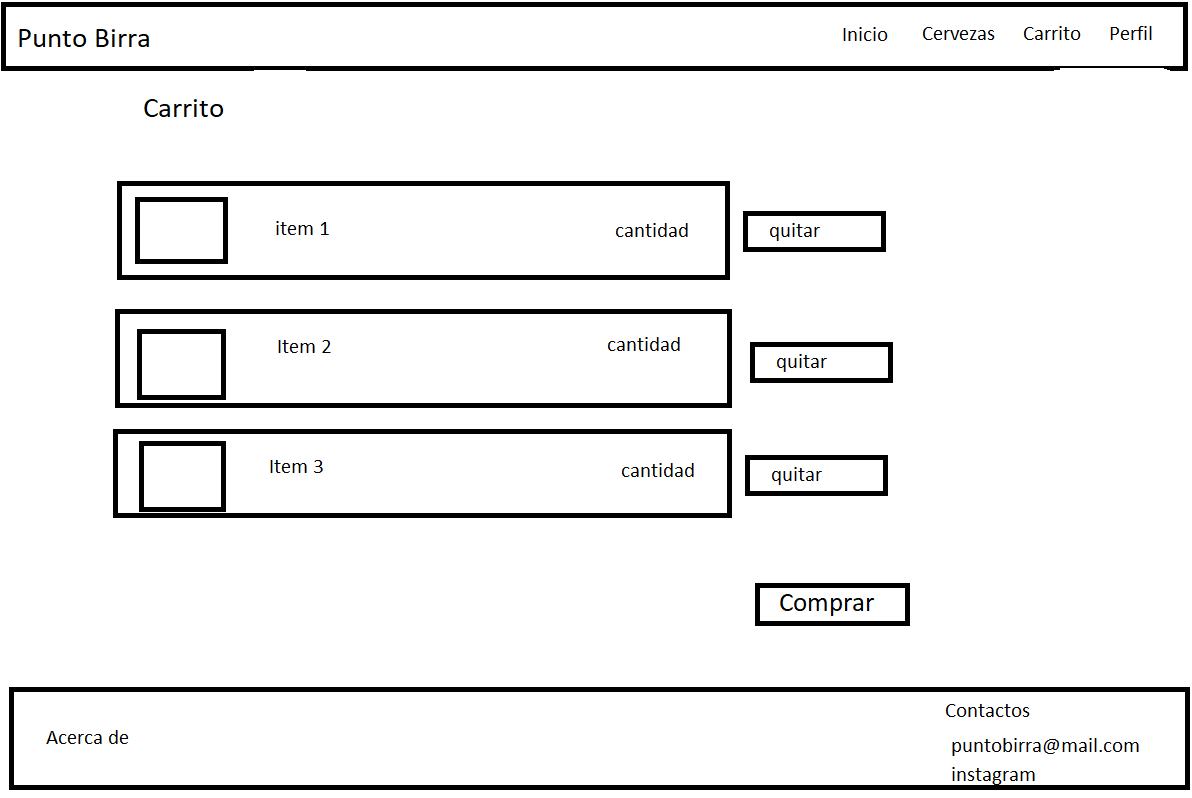 Punto Birra
Inicio Cervezas Carrito Perfil
Carrito
item 1 cantidad quitar
Item 2 cantidad quitar
Item 3 cantidad quitar
Comprar
Acerca de
Contactos
puntobirra@mail.com
instagram